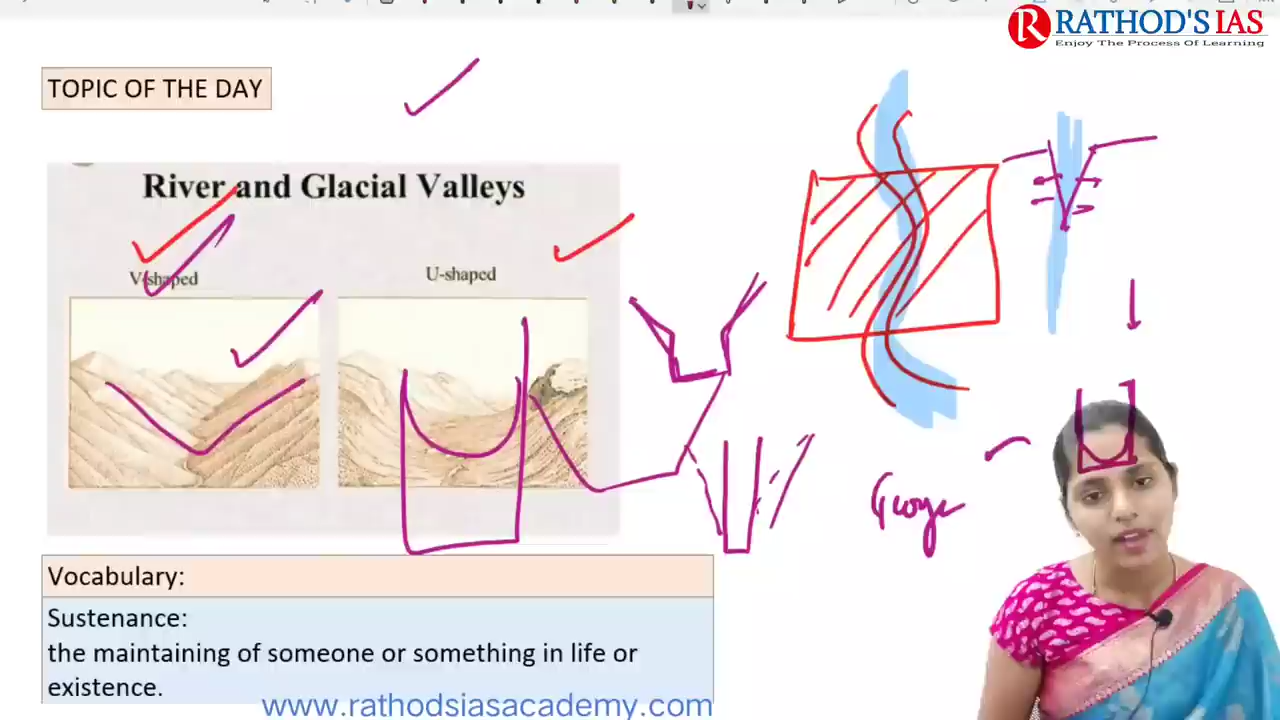 RATHOD'S IAS
Enjoy The Process Of Learning
TOPIC OF THE DAY
River and Glacial Valleys
V-shaped
U-shaped
Vocabulary:
Sustenance:
the maintaining of someone or something in life or
existence.
www.rathodsiasacademy.com